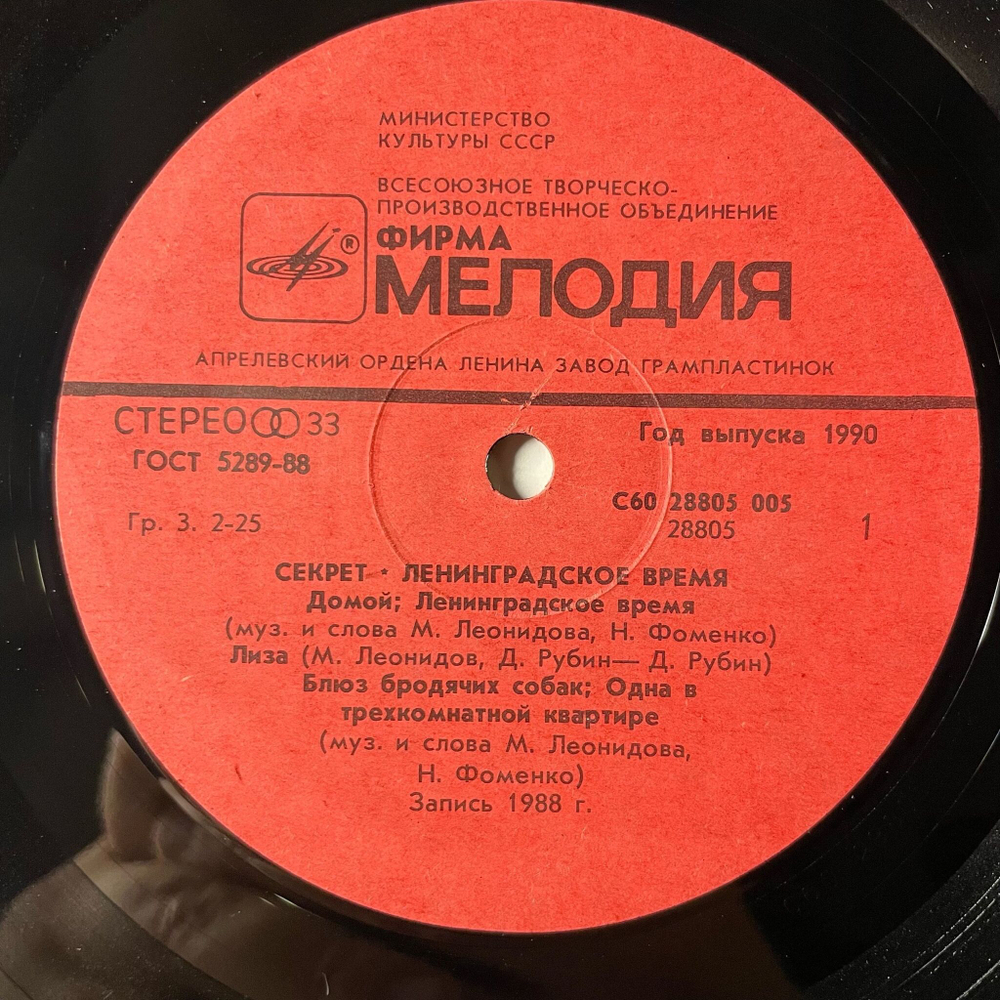 МИНИСТЕРСТВО
КУЛЬТУРЫ СССР
ВСЕСОЮЗНОЕ ТВОРЧЕСКО-
ПРОИЗВОДСТВЕННОЕ ОБЪЕДИНЕНИЕ
®
ФИРМА
МЕЛОДИЯ
АПРЕЛЕВСКИЙ ОРДЕНА ЛЕНИНА ЗАВОД ГРАМПЛАСТИНОК
СТЕРЕО 33
Год выпуска 1990
ГОСТ 5289-88
С60 28805 005
Гр. 3. 2-25
28805
1
СЕКРЕТ * ЛЕНИНГРАДСКОЕ ВРЕМЯ
Домой; Ленинградское время
(муз. и слова М. Леонидова, Н. Фоменко)
Лиза (М. Леонидов, Д. Рубин— Д. Рубин)
Блюз бродячих собак; Одна в
трехкомнатной квартире
(муз. и слова М. Леонидова,
Н. Фоменко)
Запись 1988 г.